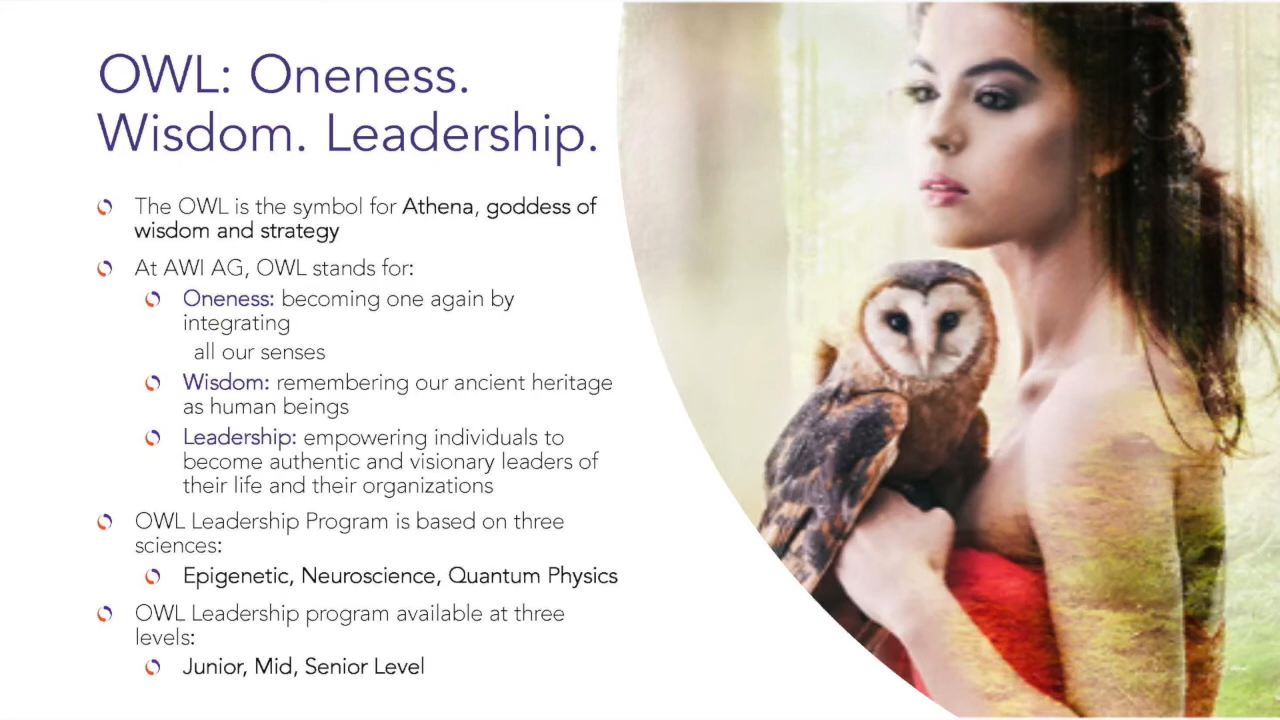 OWL: Oneness.
Wisdom. Leadership.
The OWL is the symbol for Athena, goddess of
wisdom and strategy
At AWI AG, OWL stands for:
Oneness: becoming one again by
integrating
all our senses
Wisdom: remembering our ancient heritage
as human beings
Leadership: empowering individuals to
become authentic and visionary leaders of
their life and their organizations
OWL Leadership Program is based on three
sciences:
Epigenetic, Neuroscience, Quantum Physics
OWL Leadership program available at three
levels:
Junior, Mid, Senior Level